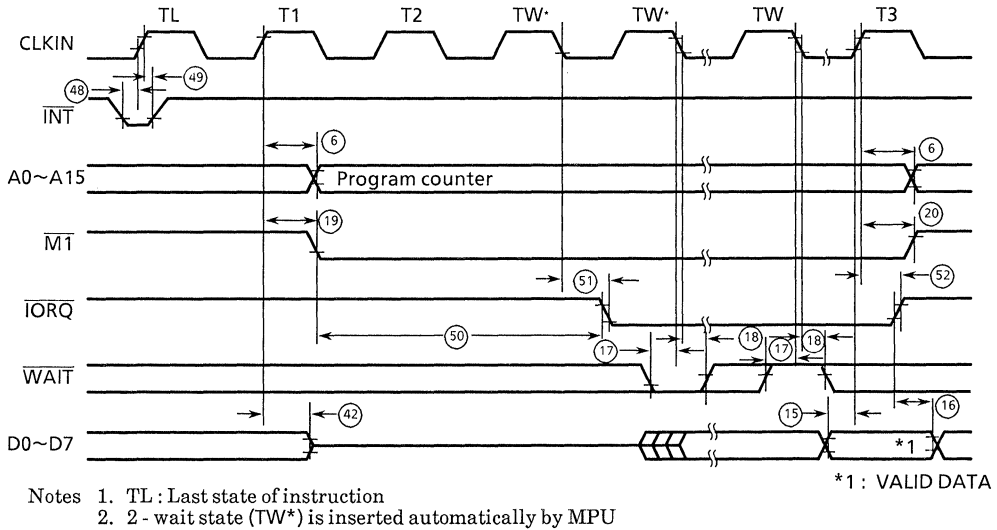 TL T1 T2 TW* TW* TW T3
CLKIN
49
48
INT
6 6
A0~A15 Program counter
19 20
M1
51 52
IORQ
50
17 18 17 18
WAIT
42 15 16
D0~D7 *1
*1 : VALID DATA
Notes 1. TL : Last state of instruction
2. 2 - wait state (TW*) is inserted automatically by MPU